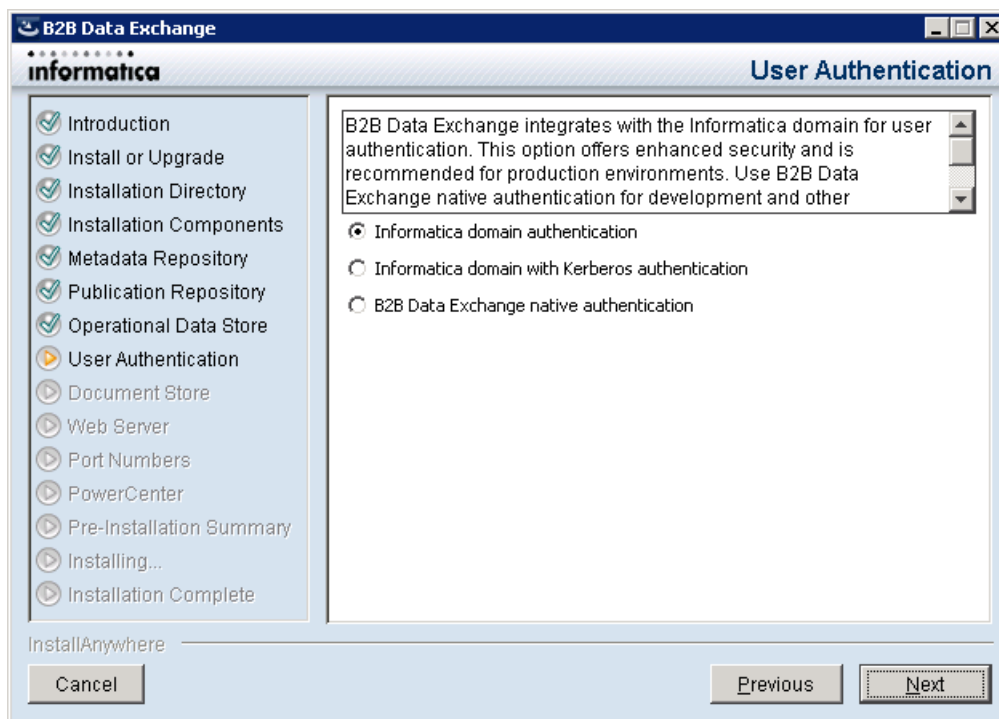 B2B Data Exchange
informatica
User Authentication
Introduction
Install or Upgrade
Installation Directory
Installation Components
Metadata Repository
Publication Repository
Operational Data Store
User Authentication
Document Store
Web Server
Port Numbers
PowerCenter
Pre-Installation Summary
Installing...
Installation Complete
B2B Data Exchange integrates with the Informatica domain for user
authentication. This option offers enhanced security and is
recommended for production environments. Use B2B Data
Exchange native authentication for development and other
Informatica domain authentication
Informatica domain with Kerberos authentication
B2B Data Exchange native authentication
InstallAnywhere
Cancel
Previous
Next